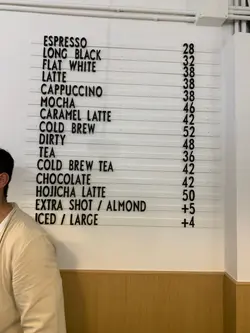 ESPRESSO 28
LONG BLACK 32
FLAT WHITE 38
LATTE 38
CAPPUCCINO 38
MOCHA 46
CARAMEL LATTE 42
COLD BREW 52
DIRTY 48
TEA 36
COLD BREW TEA 42
CHOCOLATE 42
HOJICHA LATTE 50
EXTRA SHOT / ALMOND +5
ICED / LARGE +4